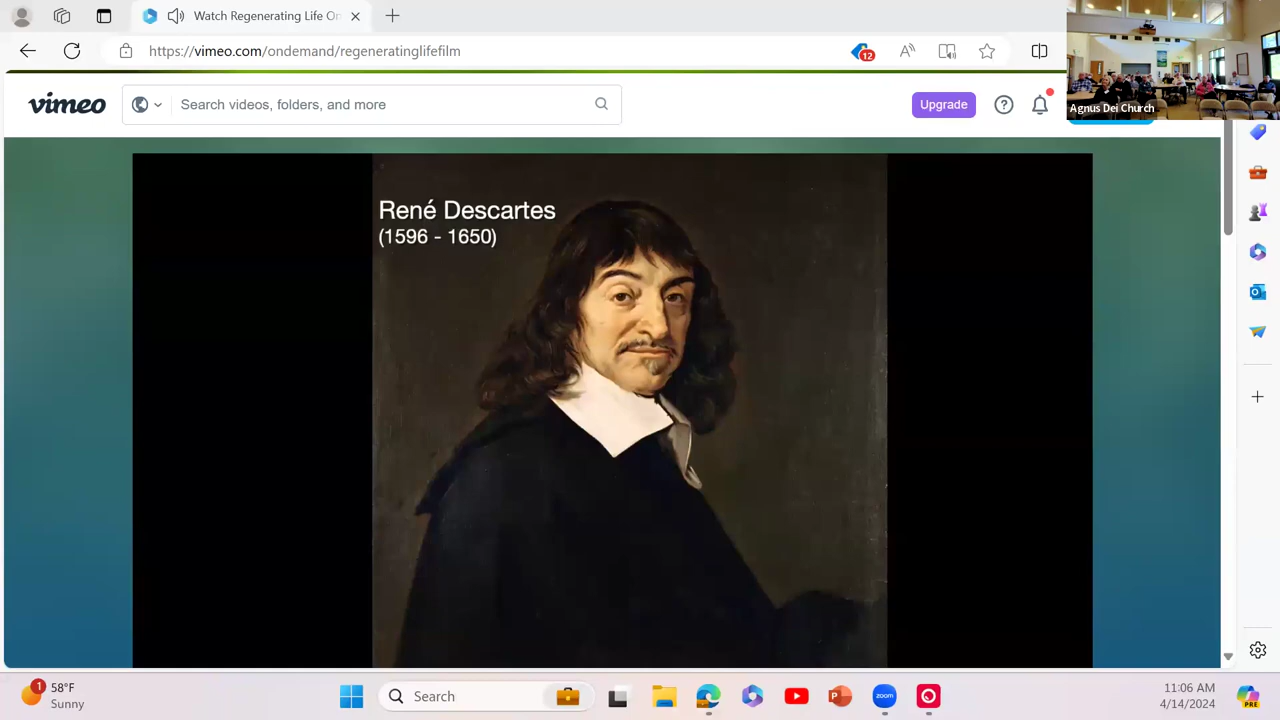 Watch Regenerating Life On
https://vimeo.com/ondemand/regeneratinglifefilm
12
A
vimeo
Search videos, folders, and more
Upgrade
Agnus Dei Church
René Descartes
(1596 - 1650)
1
58°F
Sunny
Search
zoom
11:06 AM
4/14/2024
PRE